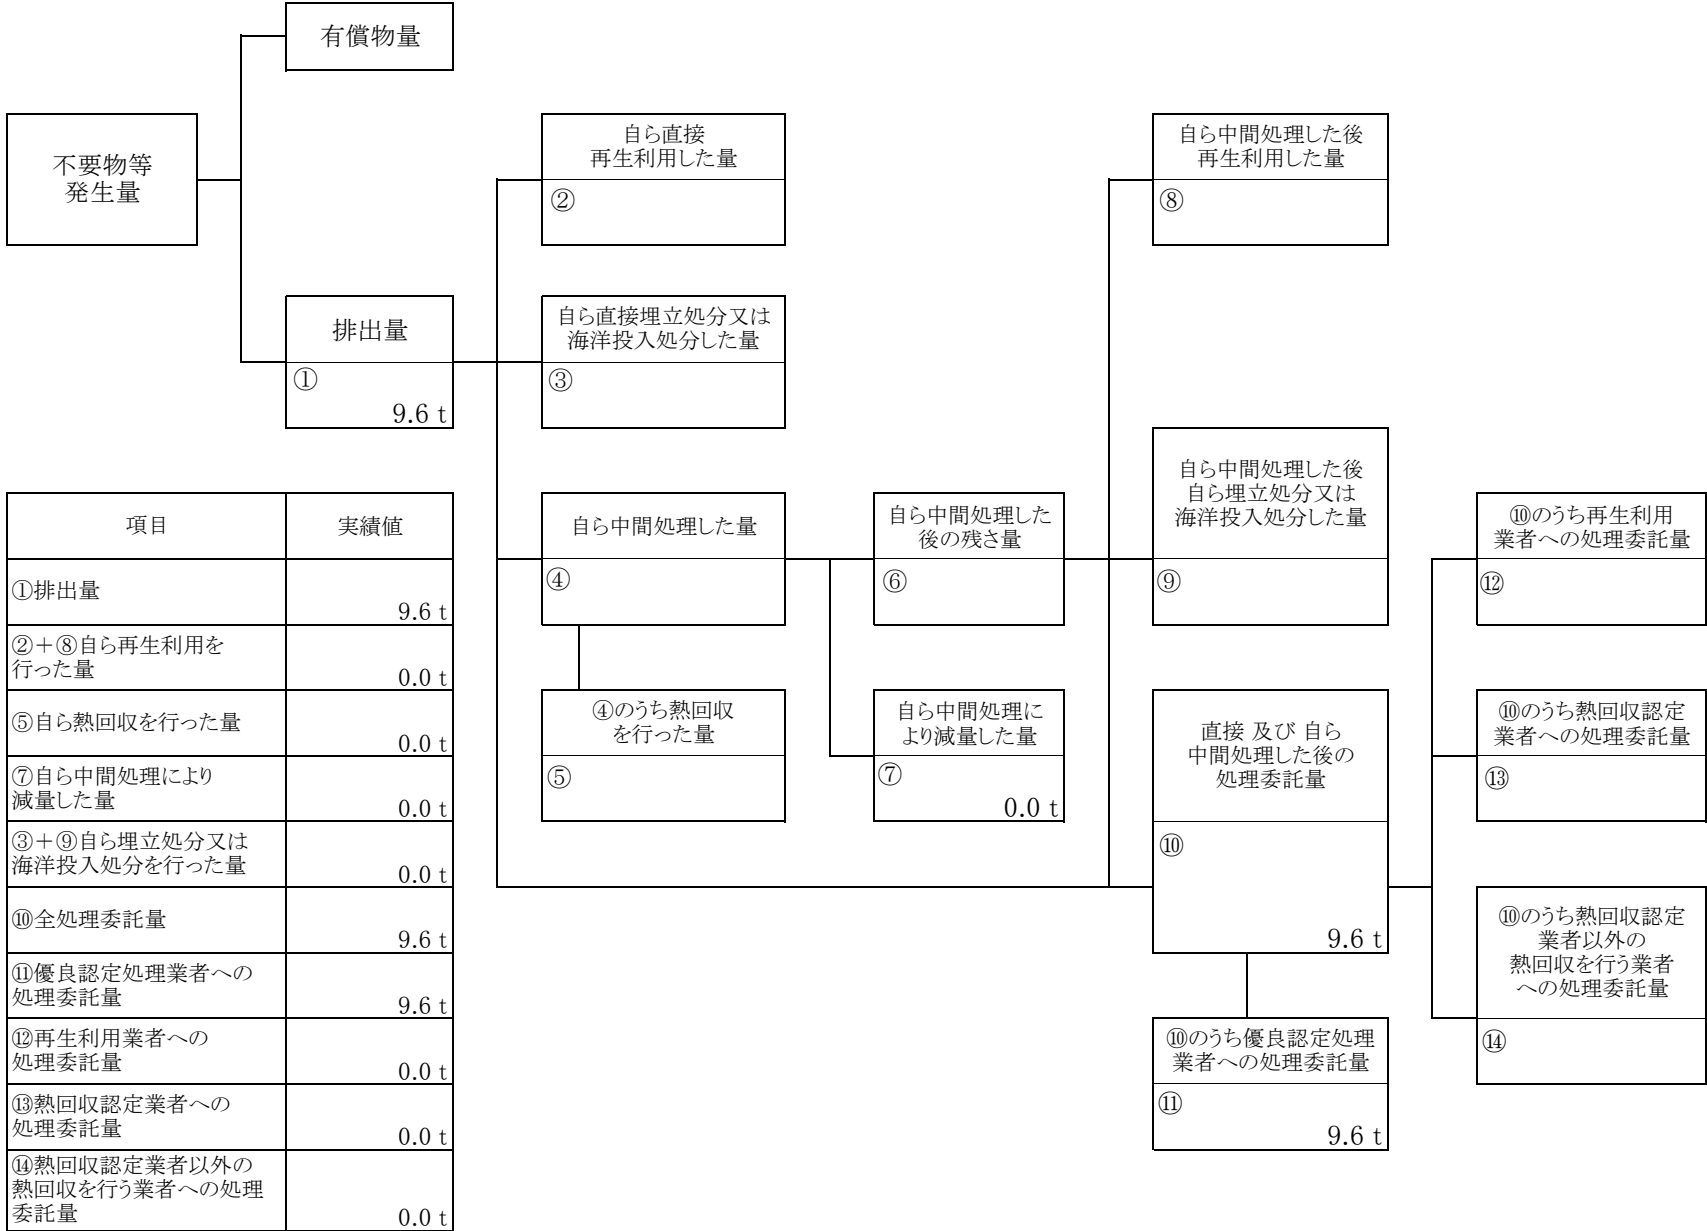 有償物量
不要物等
発生量
自ら直接
再生利用した量
②
自ら中間処理した後
再生利用した量
⑧
排出量
①
9.6 t
自ら直接埋立処分又は
海洋投入処分した量
③
自ら中間処理した量
④
自ら中間処理した
後の残さ量
⑥
自ら中間処理した後
自ら埋立処分又は
海洋投入処分した量
⑨
⑩のうち再生利用
業者への処理委託量
⑫
④のうち熱回収
を行った量
⑤
自ら中間処理に
より減量した量
⑦
0.0 t
直接 及び 自ら
中間処理した後の
処理委託量
⑩
9.6 t
⑩のうち熱回収認定
業者への処理委託量
⑬
⑩のうち熱回収認定
業者以外の
熱回収を行う業者
への処理委託量
⑭
⑩のうち優良認定処理
業者への処理委託量
⑪
9.6 t
項目 実績値
①排出量
9.6 t
②＋⑧自ら再生利用を
行った量
0.0 t
⑤自ら熱回収を行った量
0.0 t
⑦自ら中間処理により
減量した量
0.0 t
③＋⑨自ら埋立処分又は
海洋投入処分を行った量
0.0 t
⑩全処理委託量
9.6 t
⑪優良認定処理業者への
処理委託量
9.6 t
⑫再生利用業者への
処理委託量
0.0 t
⑬熱回収認定業者への
処理委託量
0.0 t
⑭熱回収認定業者以外の
熱回収を行う業者への処理
委託量
0.0 t